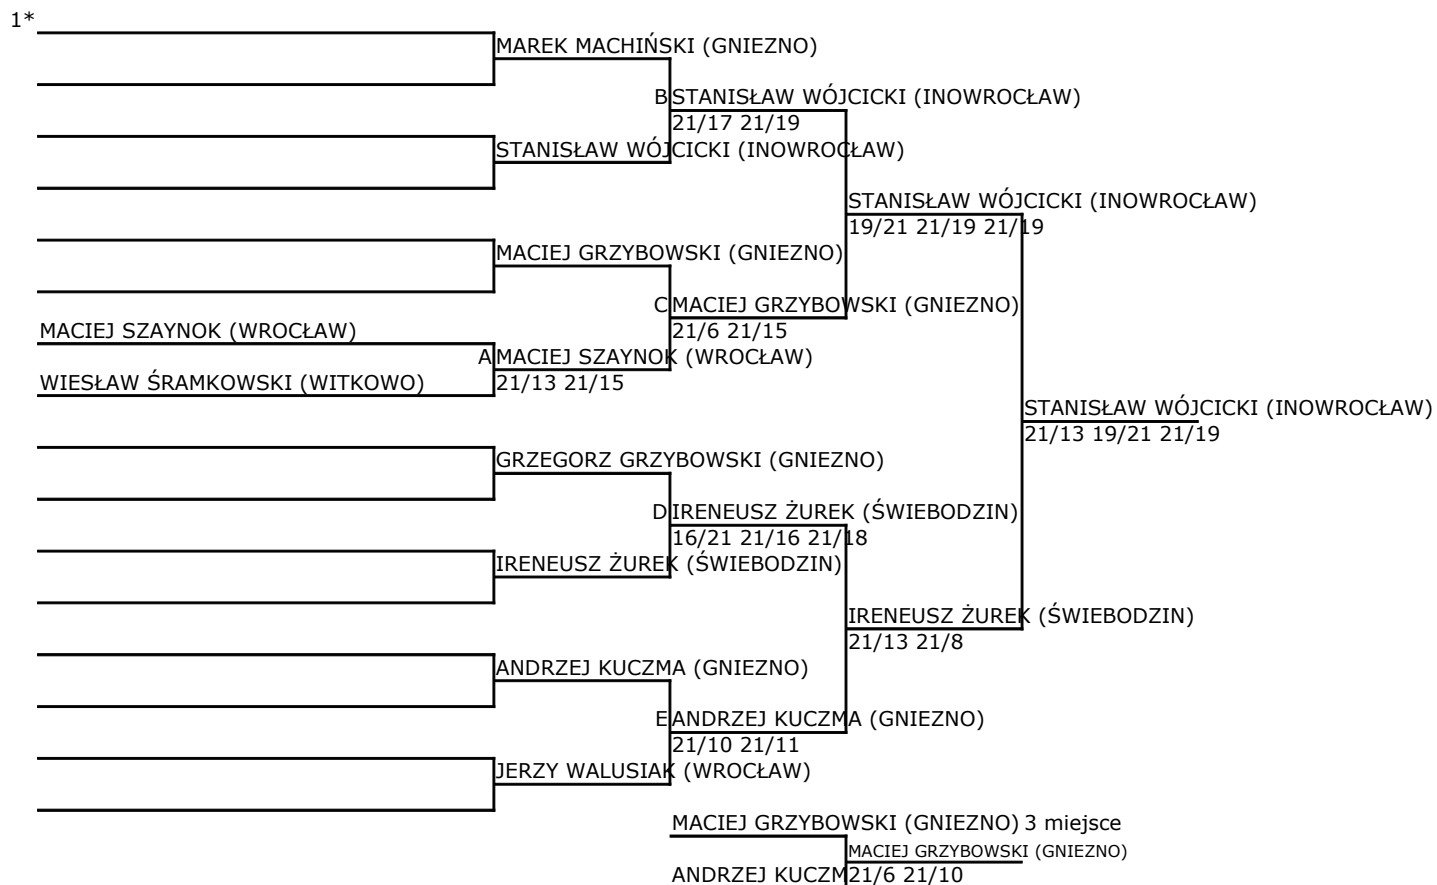 1*
MAREK MACHIŃSKI (GNIEZNO)
B STANISŁAW WÓJCICKI (INOWROCŁAW)
21/17 21/19
STANISŁAW WÓJCICKI (INOWROCŁAW)
STANISŁAW WÓJCICKI (INOWROCŁAW)
19/21 21/19 21/19
MACIEJ GRZYBOWSKI (GNIEZNO)
C MACIEJ GRZYBOWSKI (GNIEZNO)
21/6 21/15
MACIEJ SZAYNOK (WROCŁAW)
A MACIEJ SZAYNOK (WROCŁAW)
21/13 21/15
WIESŁAW ŚRAMKOWSKI (WITKOWO)
STANISŁAW WÓJCICKI (INOWROCŁAW)
21/13 19/21 21/19
GRZEGORZ GRZYBOWSKI (GNIEZNO)
D IRENEUSZ ŻUREK (ŚWIEBODZIN)
16/21 21/16 21/18
IRENEUSZ ŻUREK (ŚWIEBODZIN)
IRENEUSZ ŻUREK (ŚWIEBODZIN)
21/13 21/8
ANDRZEJ KUCZMA (GNIEZNO)
E ANDRZEJ KUCZMA (GNIEZNO)
21/10 21/11
JERZY WALUSIAK (WROCŁAW)
MACIEJ GRZYBOWSKI (GNIEZNO) 3 miejsce
MACIEJ GRZYBOWSKI (GNIEZNO)
ANDRZEJ KUCZM 21/6 21/10